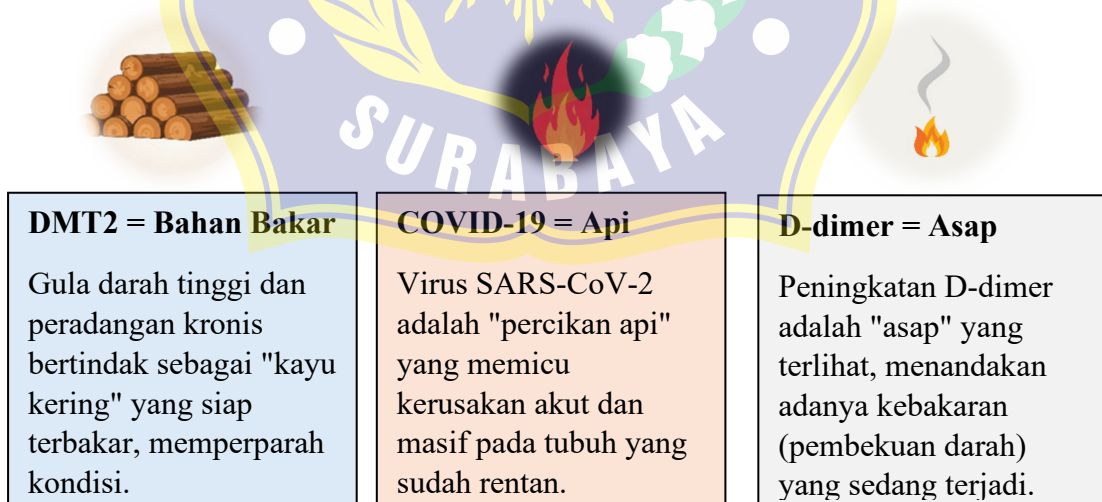 SURABAYA
DMT2 = Bahan Bakar
Gula darah tinggi dan
peradangan kronis
bertindak sebagai "kayu
kering" yang siap
terbakar, memperparah
kondisi.
COVID-19 = Api
Virus SARS-CoV-2
adalah "percikan api"
yang memicu
kerusakan akut dan
masif pada tubuh yang
sudah rentan.
D-dimer = Asap
Peningkatan D-dimer
adalah "asap" yang
terlihat, menandakan
adanya kebakaran
(pembekuan darah)
yang sedang terjadi.